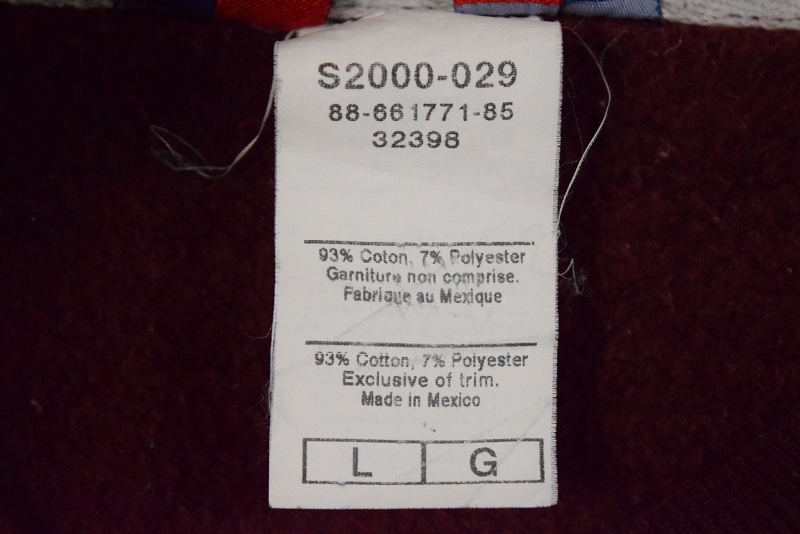 S2000-029
88-661771-85
32398
93% Coton, 7% Polyester
Garniture non comprise.
Fabrique au Mexique
93% Cotton, 7% Polyester
Exclusive of trim.
Made in Mexico
L G